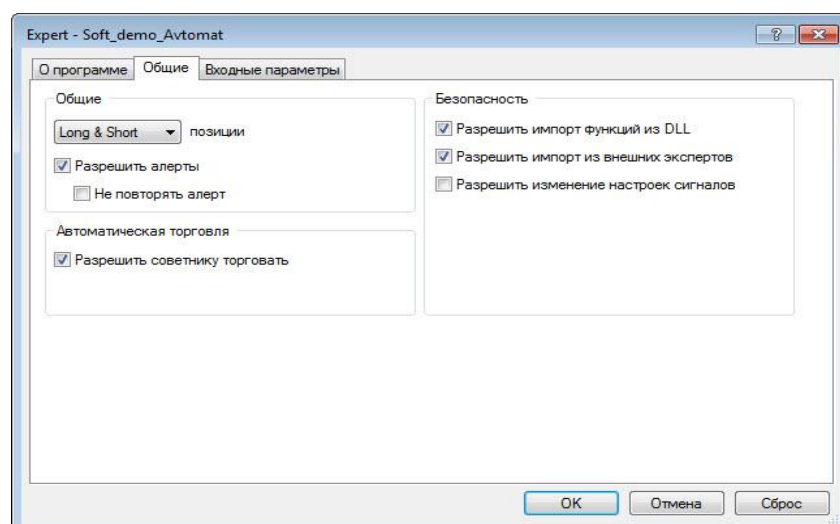 Expert - Soft_demo_Avtomat
О программе Общие Входные параметры
Общие
Long & Short позиции
Разрешить алерты
Не повторять алерт
Автоматическая торговля
Разрешить советнику торговать
Безопасность
Разрешить импорт функций из DLL
Разрешить импорт из внешних экспертов
Разрешить изменение настроек сигналов
OK Отмена Сброс